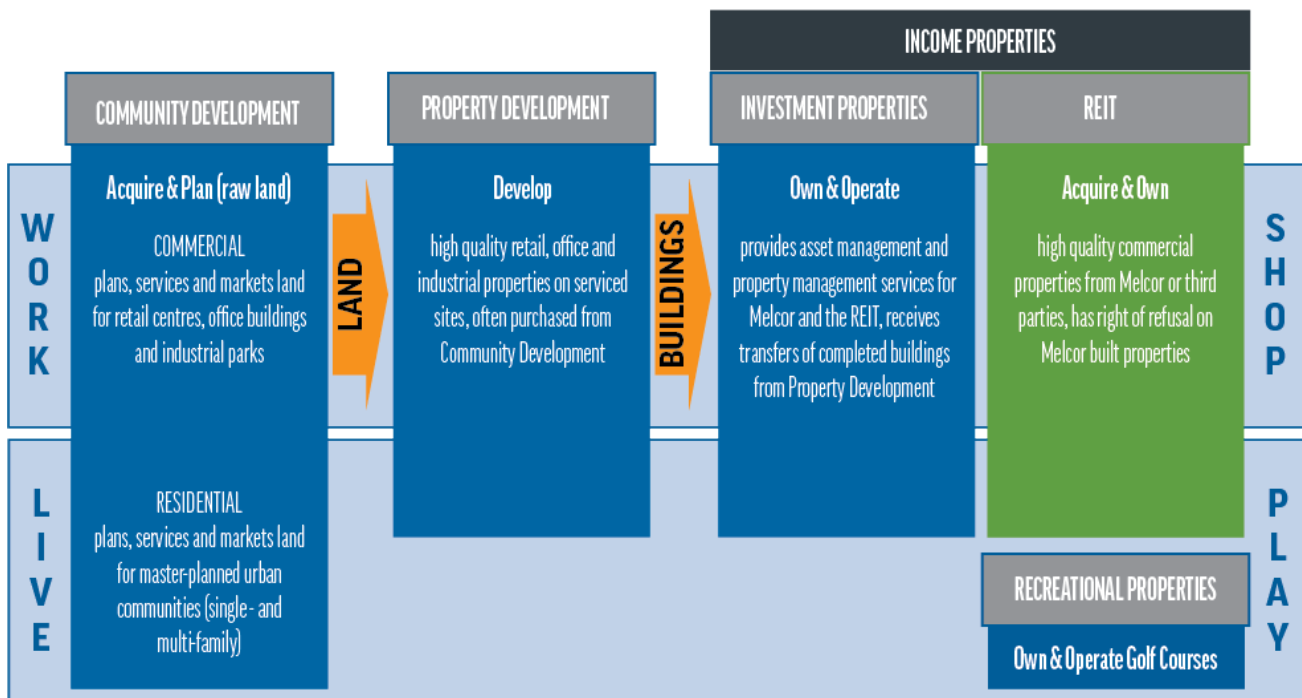 INCOME PROPERTIES
COMMUNITY DEVELOPMENT
PROPERTY DEVELOPMENT
INVESTMENT PROPERTIES
REIT
WORK
Acquire & Plan (raw land)
COMMERCIAL
plans, services and markets land
for retail centres, office buildings
and industrial parks
LAND
Develop
high quality retail, office and
industrial properties on serviced
sites, often purchased from
Community Development
BUILDINGS
Own & Operate
provides asset management and
property management services for
Melcor and the REIT, receives
transfers of completed buildings
from Property Development
Acquire & Own
high quality commercial
properties from Melcor or third
parties, has right of refusal on
Melcor built properties
SHOP
LIVE
RESIDENTIAL
plans, services and markets land
for master-planned urban
communities (single- and
multi-family)
RECREATIONAL PROPERTIES
Own & Operate Golf Courses
PLAY